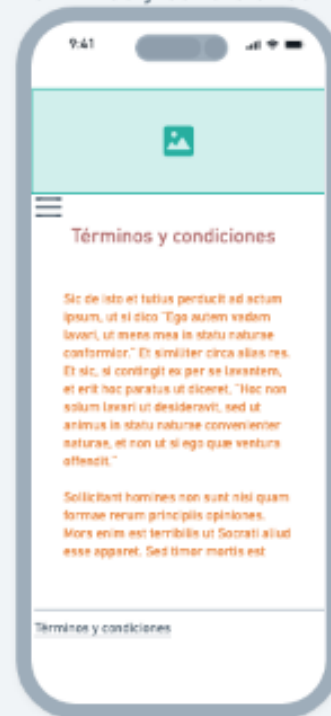 9:41
Términos y condiciones
Sic de isto et tutius perducit ad actum
ipsum, ut si dico "Ego autem vadam
lavari, ut mens mea in statu naturae
conformior." Et similiter circa alias res.
Et sic, si contingit ex per se lavantem,
et erit hoc paratus ut diceret, "Hoc non
solum lavari ut desideravit, sed ut
animus in statu naturae convenienter
naturae, et non ut si ego quæ ventura
offendit."
Sollicitant homines non sunt nisi quam
formae rerum principiis opiniones.
Mors enim est terribilis ut Socrati aliud
esse apparet. Sed timor mortis est
Términos y condiciones